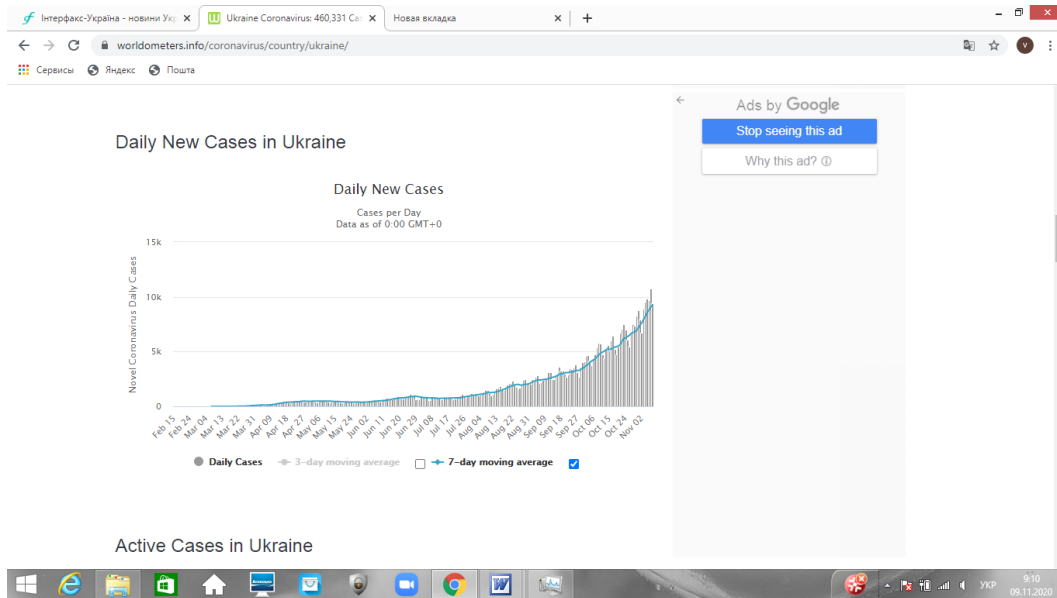 Інтерфакс-Україна - новини Укр
Ukraine Coronavirus: 460,331 Cas
Новая вкладка
worldometers.info/coronavirus/country/ukraine/
V
Сервисы Яндекс Пошта
Ads by Google
Stop seeing this ad
Why this ad?
Daily New Cases in Ukraine
Daily New Cases
Cases per Day
Data as of 0:00 GMT+0
Novel Coronavirus Daily Cases
15k
10k
5k
0
Feb 15 Feb 24 Mar 04 Mar 13 Mar 22 Mar 31 Apr 09 Apr 18 Apr 27 May 06 May 15 May 24 Jun 02 Jun 11 Jun 20 Jun 29 Jul 08 Jul 17 Jul 26 Aug 04 Aug 13 Aug 22 Aug 31 Sep 09 Sep 18 Sep 27 Oct 06 Oct 15 Oct 24 Nov 02
Daily Cases 3-day moving average 7-day moving average
Active Cases in Ukraine
УКР
9:10
09.11.2020